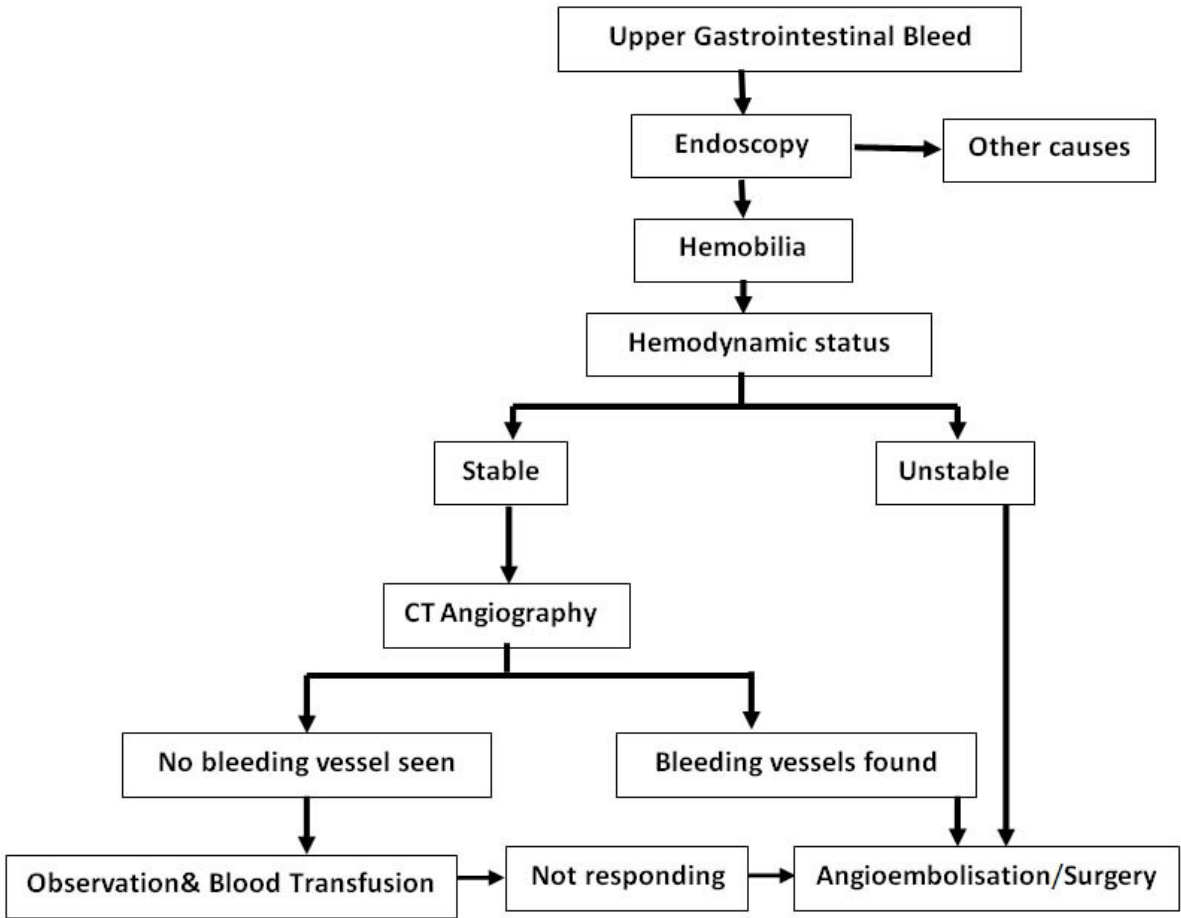 Upper Gastrointestinal Bleed
Endoscopy
Other causes
Hemobilia
Hemodynamic status
Stable
Unstable
CT Angiography
No bleeding vessel seen
Bleeding vessels found
Observation& Blood Transfusion
Not responding
Angioembolisation/Surgery